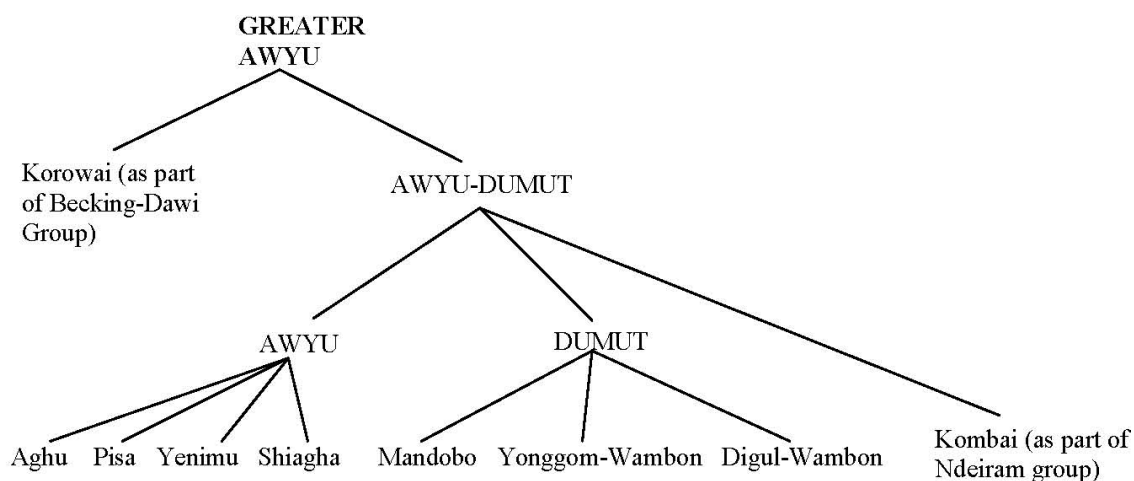 GREATER
AWYU
Korowai (as part
of Becking-Dawi
Group)
AWYU-DUMUT
AWYU
DUMUT
Aghu
Pisa
Yenimu
Shiagha
Mandobo
Yonggom-Wambon
Digul-Wambon
Kombai (as part of
Ndeiram group)